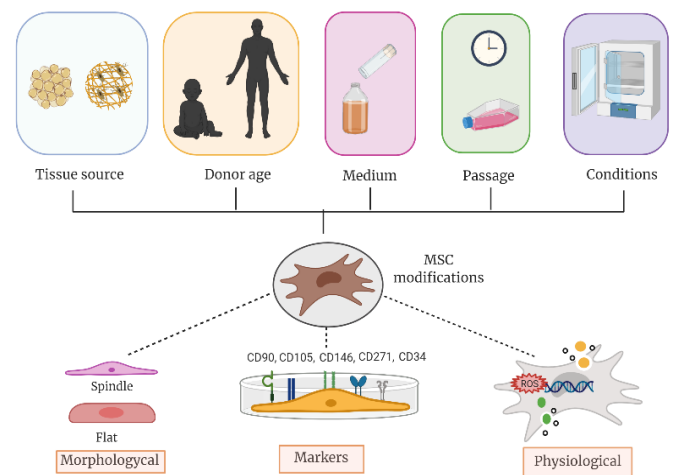 Tissue source
Donor age
Medium
Passage
Conditions
MSC
modifications
CD90, CD105, CD146, CD271, CD34
Spindle
Flat
ROS
Morphologycal
Markers
Physiological